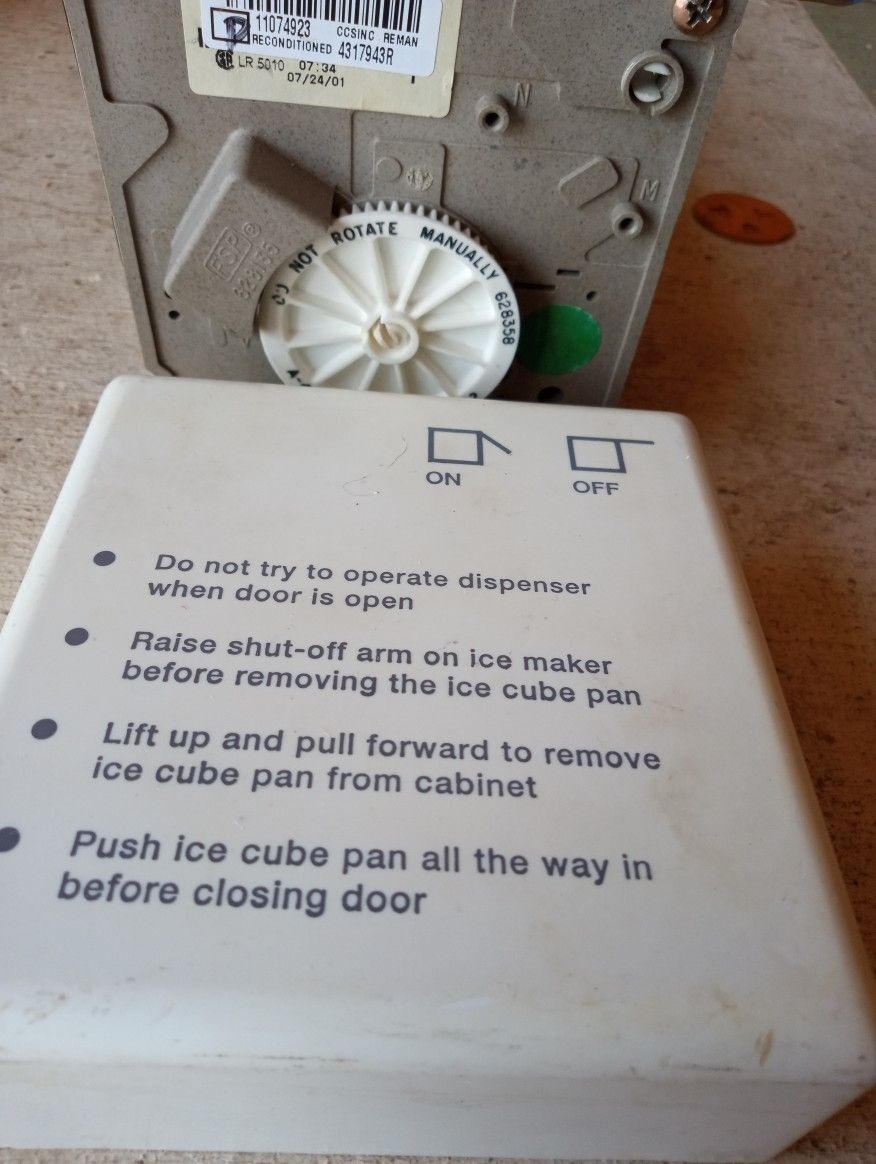 11074923 CCSINC REMAN
RECONDITIONED 4317943R
LR 5010 07:34
07/24/01
N
M
FSP®
628135
DO NOT ROTATE MANUALLY 628358
ON OFF
Do not try to operate dispenser
when door is open
Raise shut-off arm on ice maker
before removing the ice cube pan
Lift up and pull forward to remove
ice cube pan from cabinet
Push ice cube pan all the way in
before closing door